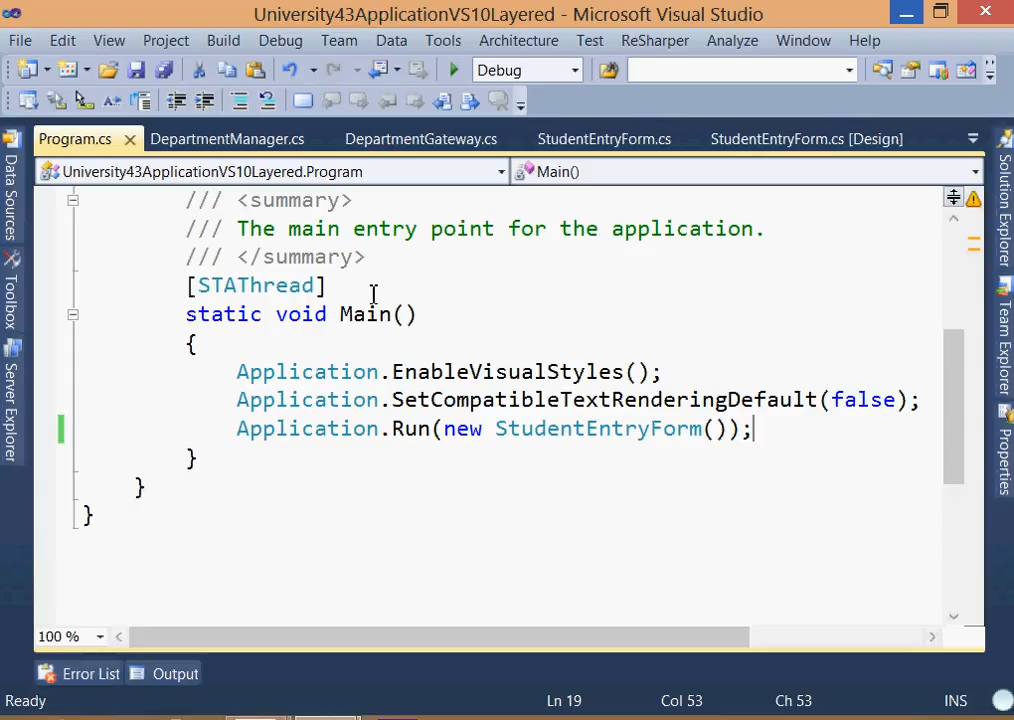 University43ApplicationVS10Layered - Microsoft Visual Studio
File Edit View Project Build Debug Team Data Tools Architecture Test ReSharper Analyze Window Help
Debug
Program.cs DepartmentManager.cs DepartmentGateway.cs StudentEntryForm.cs StudentEntryForm.cs [Design]
University43ApplicationVS10Layered.Program Main()
/// <summary>
/// The main entry point for the application.
/// </summary>
[STAThread]
static void Main()
{
Application.EnableVisualStyles();
Application.SetCompatibleTextRenderingDefault(false);
Application.Run(new StudentEntryForm());
}
}
}
Data Sources
Toolbox
Server Explorer
Solution Explorer
Team Explorer
Properties
100 %
Error List Output
Ready Ln 19 Col 53 Ch 53 INS